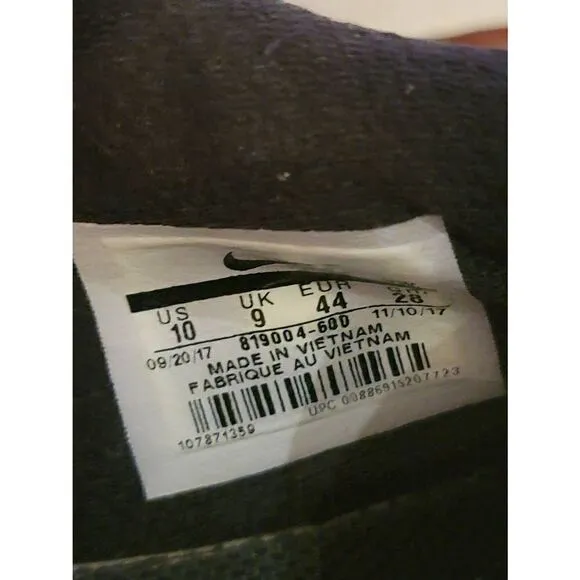 US UK EUR
10 9 44 28
819004-600
09/20/17 11/10/17
MADE IN VIETNAM
FABRIQUE AU VIETNAM
107871359 UPC 00886915207723